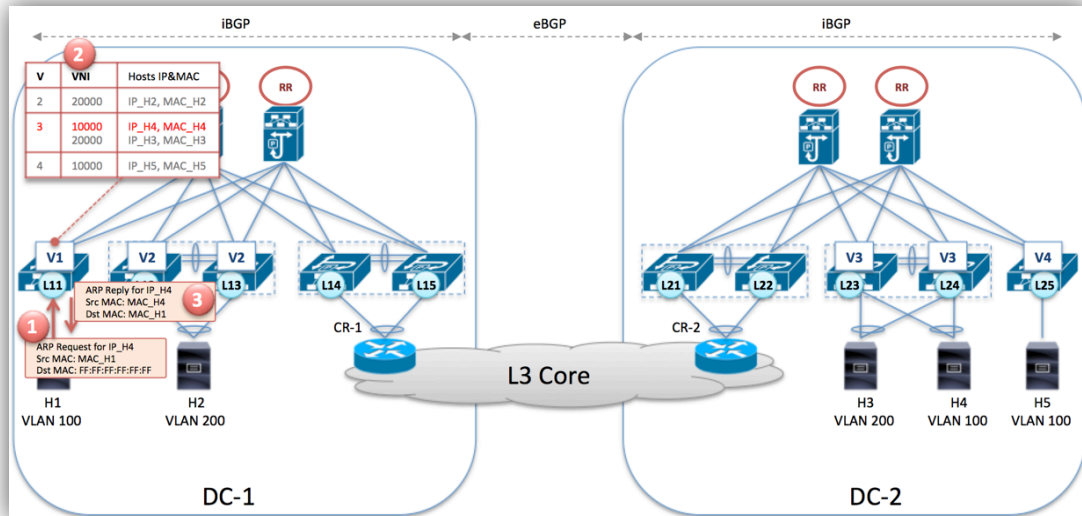 iBGP
eBGP
iBGP
2
V VNI Hosts IP&MAC
2 20000 IP_H2, MAC_H2
3 10000 IP_H4, MAC_H4
20000 IP_H3, MAC_H3
4 10000 IP_H5, MAC_H5
RR
RR
RR
V1
V2
V2
V3
V3
V4
L11
L13
L14
L15
L21
L22
L23
L24
L25
ARP Reply for IP_H4
Src MAC: MAC_H4
Dst MAC: MAC_H1
3
1
ARP Request for IP_H4
Src MAC: MAC_H1
Dst MAC: FF:FF:FF:FF:FF:FF
CR-1
CR-2
L3 Core
H1
VLAN 100
H2
VLAN 200
H3
VLAN 200
H4
VLAN 100
H5
VLAN 100
DC-1
DC-2